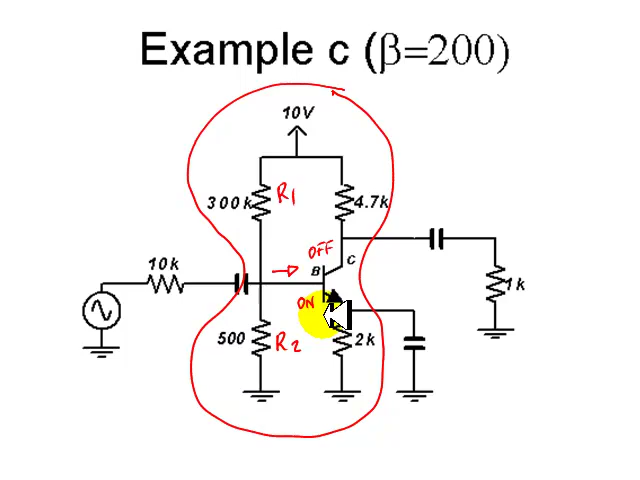 Example c (β=200)
10V
300k R1 4.7k
OFF
B C
10k
1k
ON
500 R2 2k